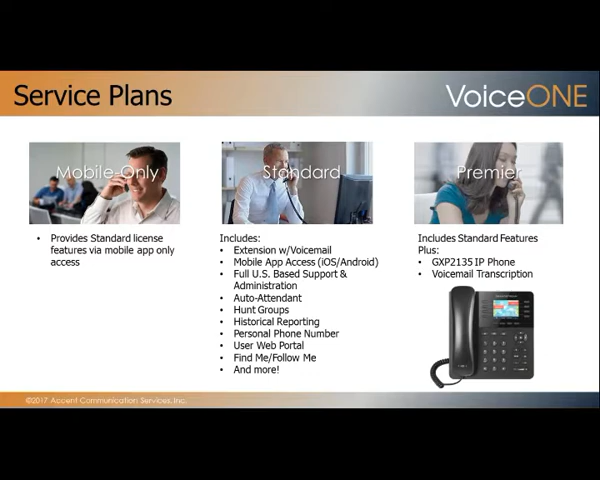 Service Plans
VoiceONE
Mobile-Only
• Provides Standard license
features via mobile app only
access
Standard
Includes:
• Extension w/Voicemail
• Mobile App Access (iOS/Android)
• Full U.S. Based Support &
Administration
• Auto-Attendant
• Hunt Groups
• Historical Reporting
• Personal Phone Number
• User Web Portal
• Find Me/Follow Me
• And more!
Premier
Includes Standard Features
Plus:
• GXP2135 IP Phone
• Voicemail Transcription
©2017 Accent Communication Services, Inc.